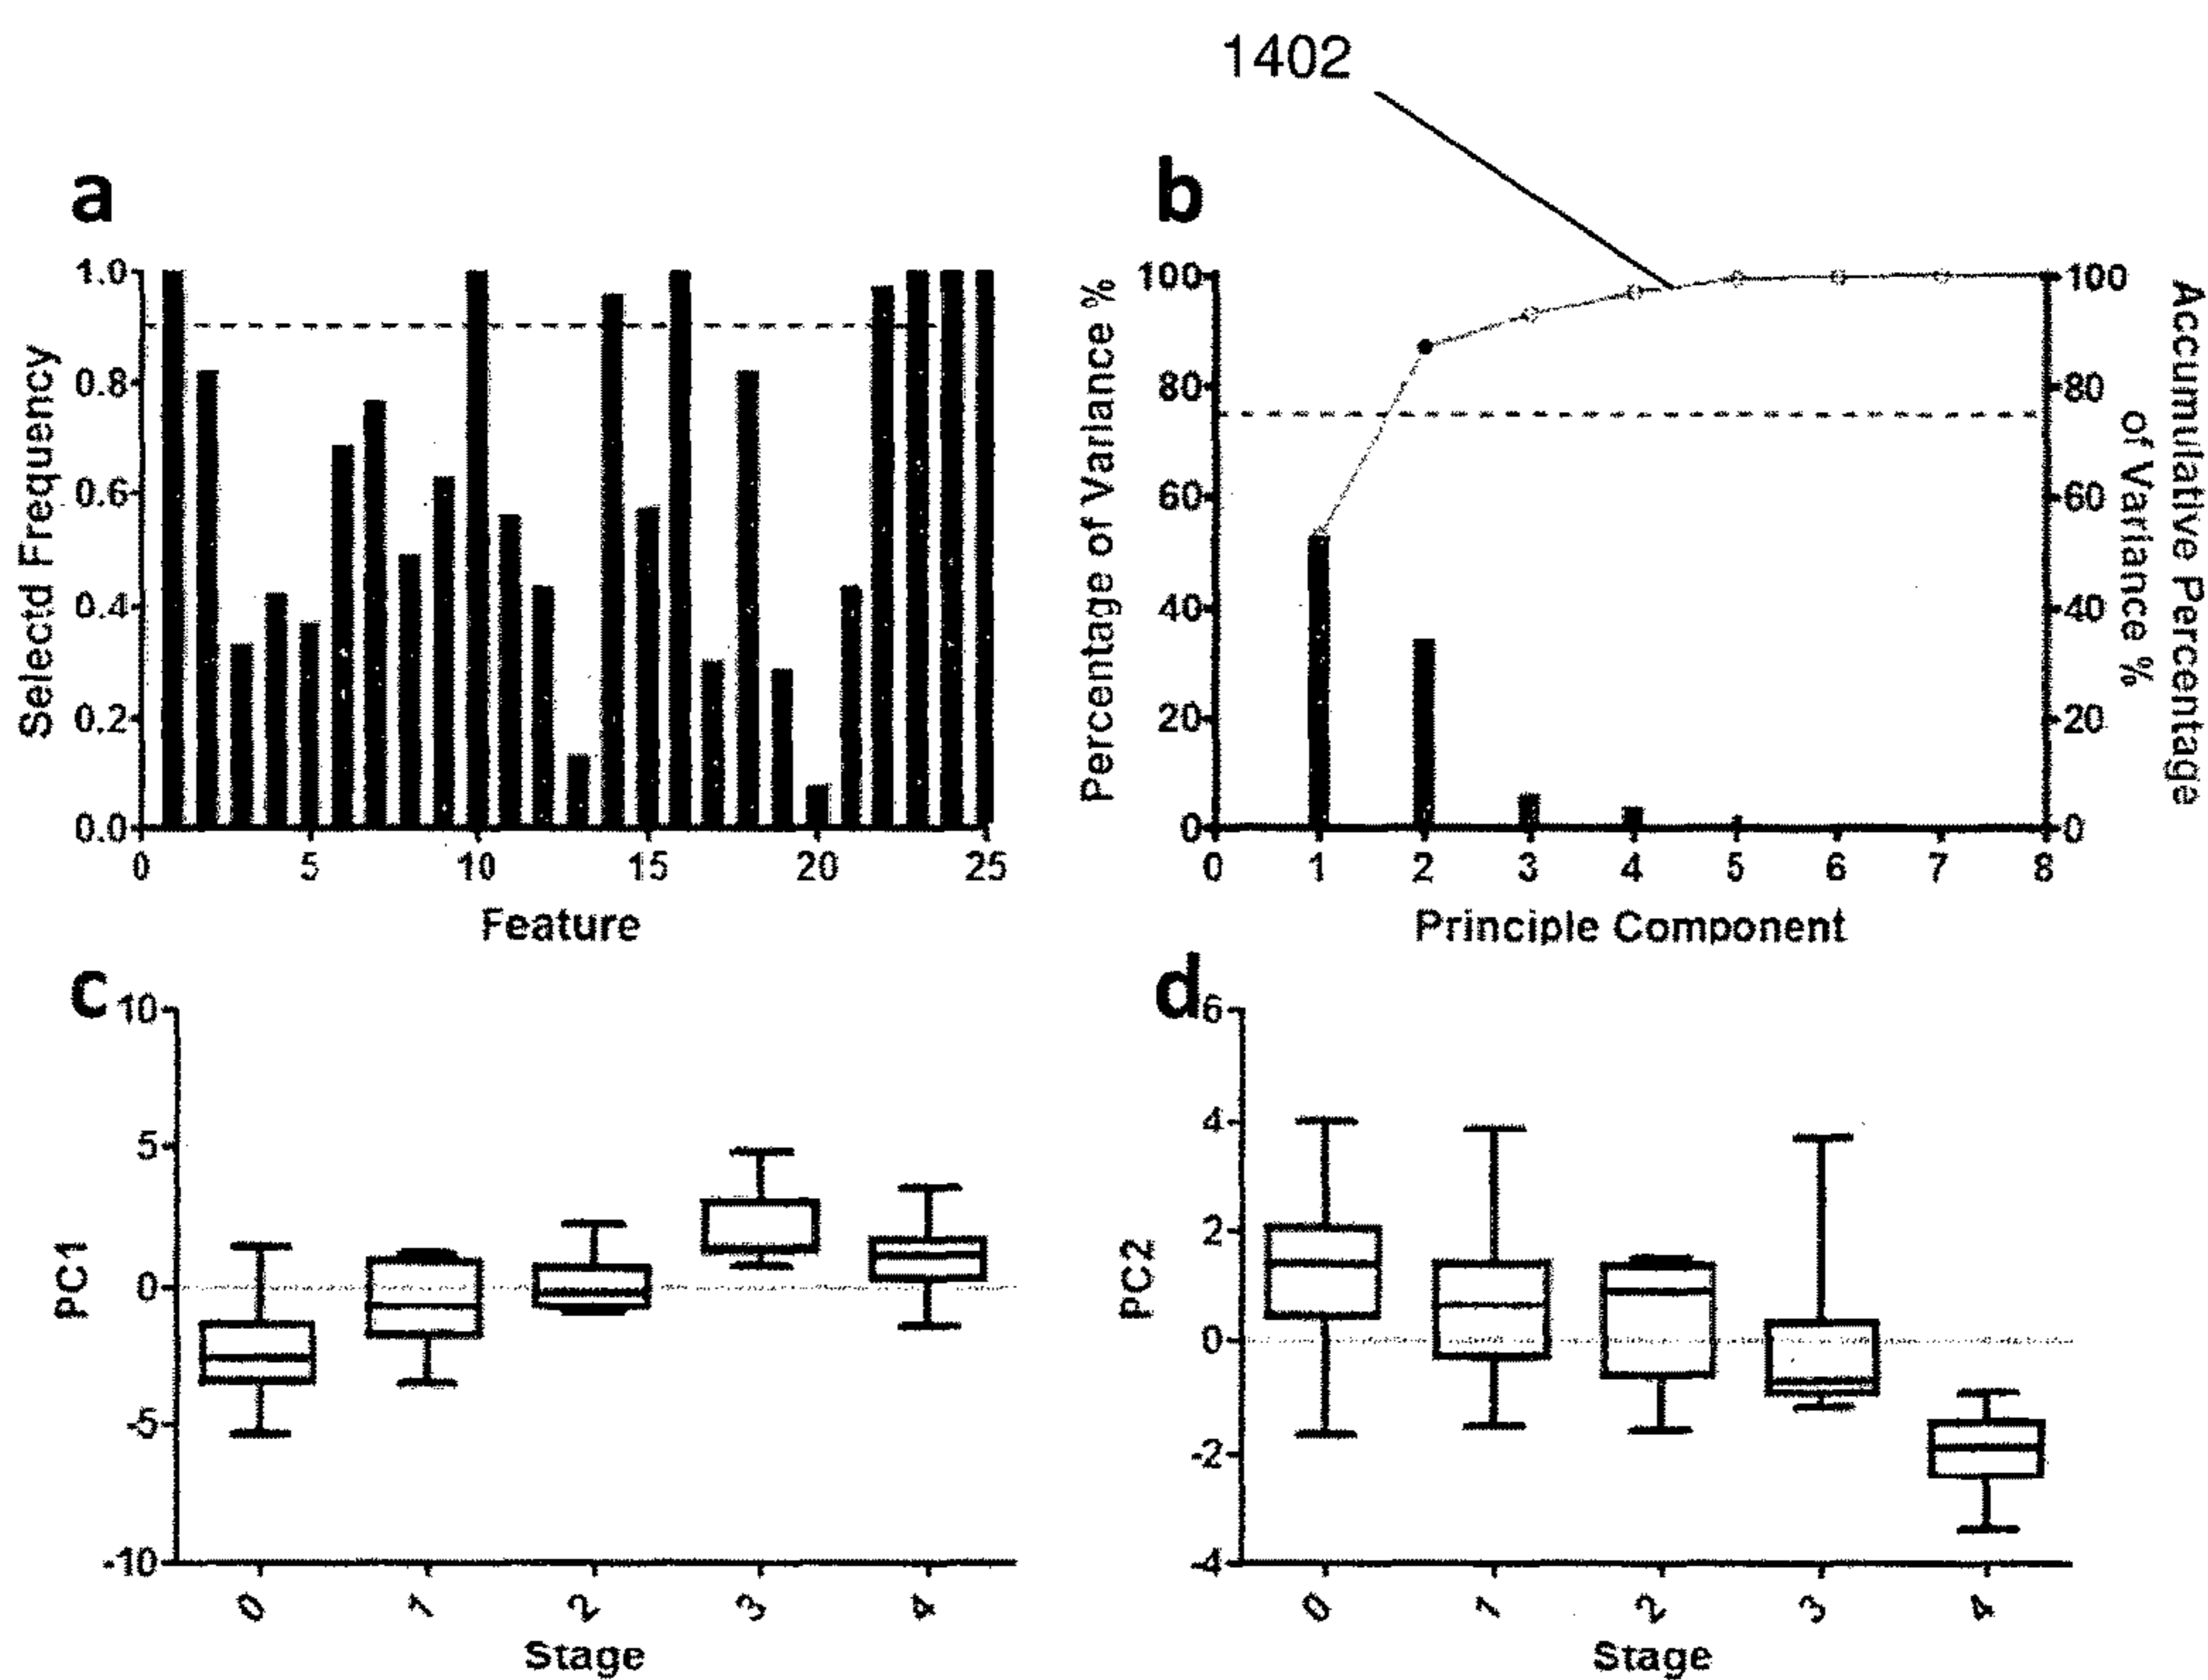 1402
a
1.0
0.8
0.6
0.4
0.2
0.0
Selectd Frequency
0 5 10 15 20 25
Feature
b
100
80
60
40
20
0
Percentage of Variance %
100
80
60
40
20
0
Accumulative Percentage
of Variance %
0 1 2 3 4 5 6 7 8
Principle Component
c
10
5
0
-5
-10
PC1
0 1 2 3 4
Stage
d
6
4
2
0
-2
-4
PC2
0 1 2 3 4
Stage